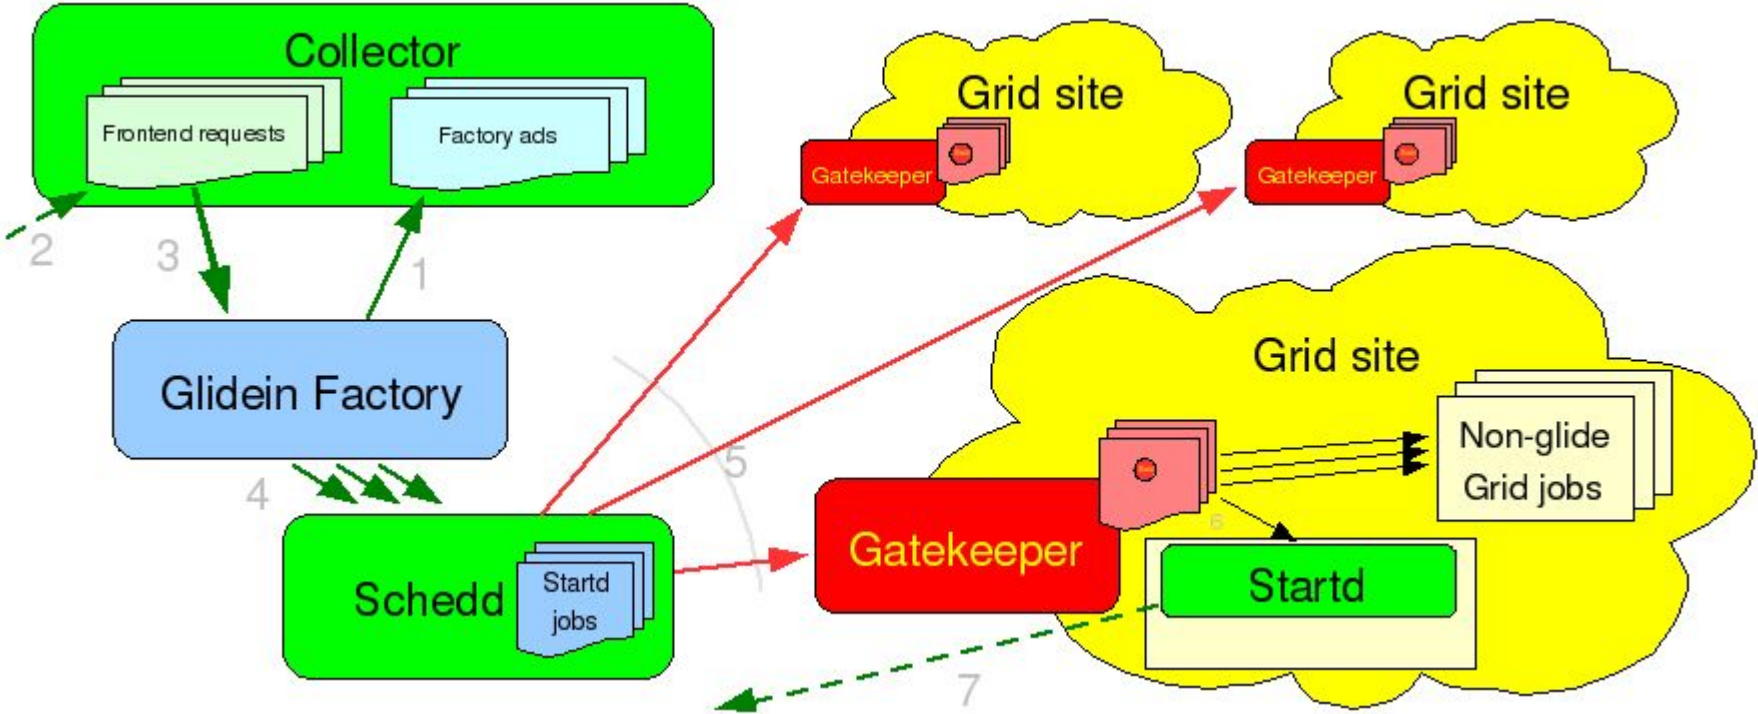 Collector
Frontend requests
Factory ads
Grid site
Gatekeeper
Grid site
Gatekeeper
2
3
1
Glidein Factory
4
5
Schedd
Startd
jobs
Grid site
Gatekeeper
Non-glide
Grid jobs
6
Startd
7